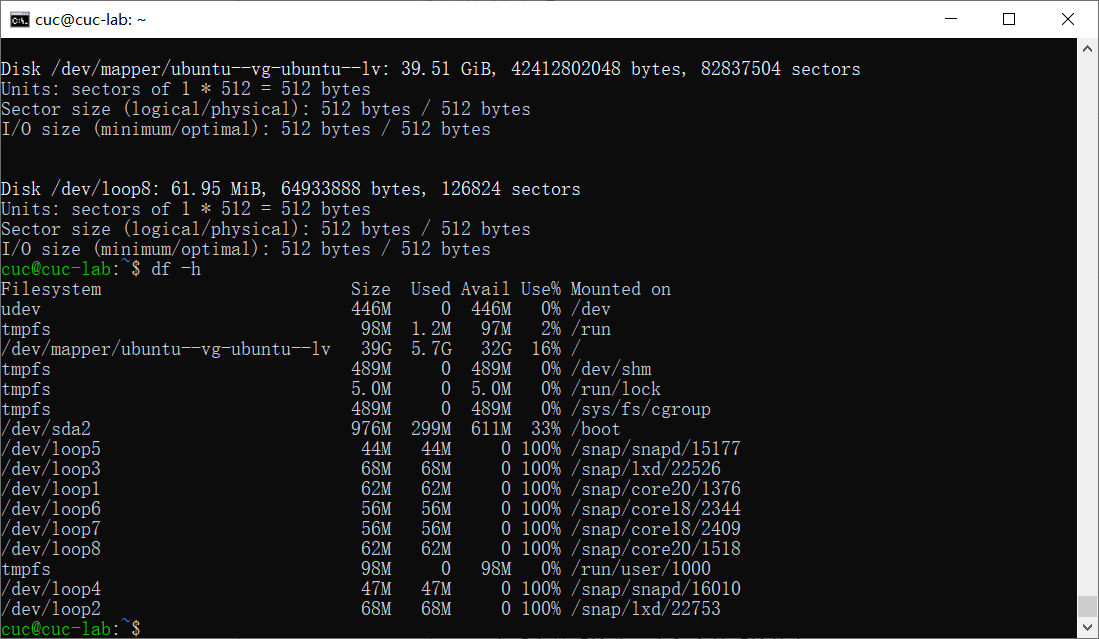 cuc@cuc-lab: ~
Disk /dev/mapper/ubuntu--vg-ubuntu--lv: 39.51 GiB, 42412802048 bytes, 82837504 sectors
Units: sectors of 1 * 512 = 512 bytes
Sector size (logical/physical): 512 bytes / 512 bytes
I/O size (minimum/optimal): 512 bytes / 512 bytes
Disk /dev/loop8: 61.95 MiB, 64933888 bytes, 126824 sectors
Units: sectors of 1 * 512 = 512 bytes
Sector size (logical/physical): 512 bytes / 512 bytes
I/O size (minimum/optimal): 512 bytes / 512 bytes
cuc@cuc-lab:~$ df -h
Filesystem                         Size  Used Avail Use% Mounted on
udev                               446M     0  446M   0% /dev
tmpfs                               98M  1.2M   97M   2% /run
/dev/mapper/ubuntu--vg-ubuntu--lv   39G  5.7G   32G  16% /
tmpfs                              489M     0  489M   0% /dev/shm
tmpfs                              5.0M     0  5.0M   0% /run/lock
tmpfs                              489M     0  489M   0% /sys/fs/cgroup
/dev/sda2                          976M  299M  611M  33% /boot
/dev/loop5                          44M   44M     0 100% /snap/snapd/15177
/dev/loop3                          68M   68M     0 100% /snap/lxd/22526
/dev/loop1                          62M   62M     0 100% /snap/core20/1376
/dev/loop6                          56M   56M     0 100% /snap/core18/2344
/dev/loop7                          56M   56M     0 100% /snap/core18/2409
/dev/loop8                          62M   62M     0 100% /snap/core20/1518
tmpfs                               98M     0   98M   0% /run/user/1000
/dev/loop4                          47M   47M     0 100% /snap/snapd/16010
/dev/loop2                          68M   68M     0 100% /snap/lxd/22753
cuc@cuc-lab:~$